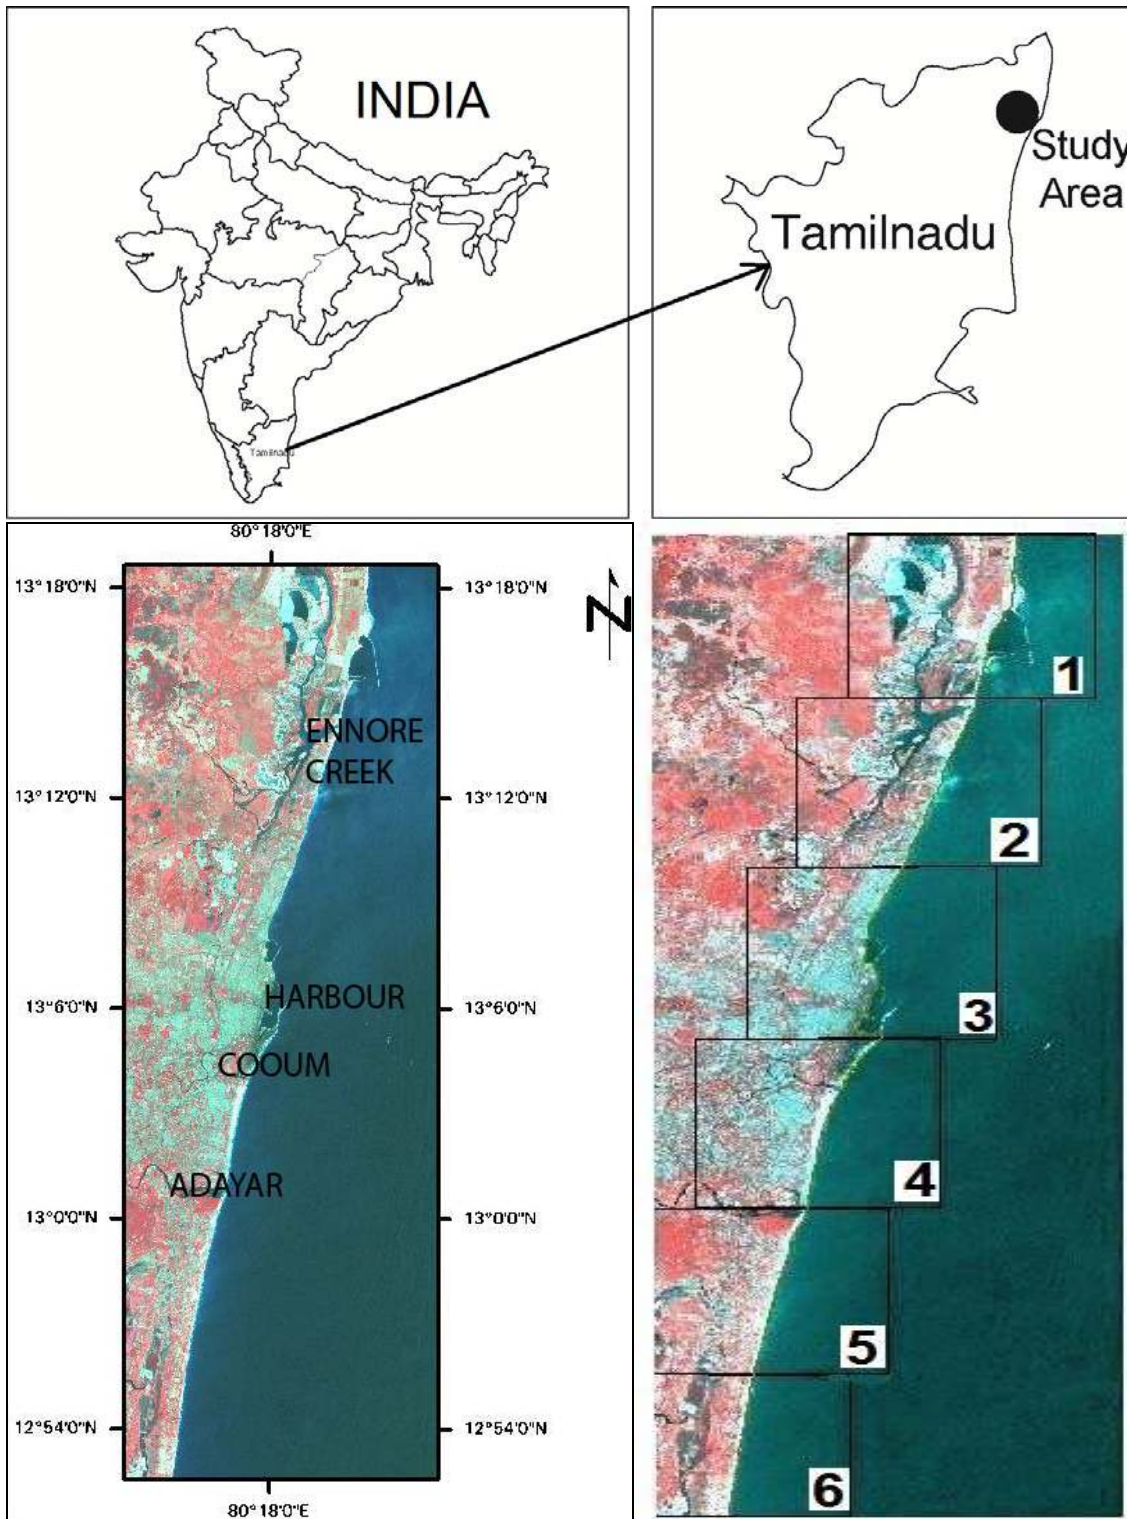 INDIA
Tamilnadu
Study
Area
Tamilnadu
80° 18'0"E
13° 18'0"N
13° 18'0"N
N
ENNORE
CREEK
13° 12'0"N
13° 12'0"N
HARBOUR
13° 6'0"N
13° 6'0"N
COOUM
ADAYAR
13° 0'0"N
13° 0'0"N
12° 54'0"N
12° 54'0"N
80° 18'0"E
1
2
3
4
5
6